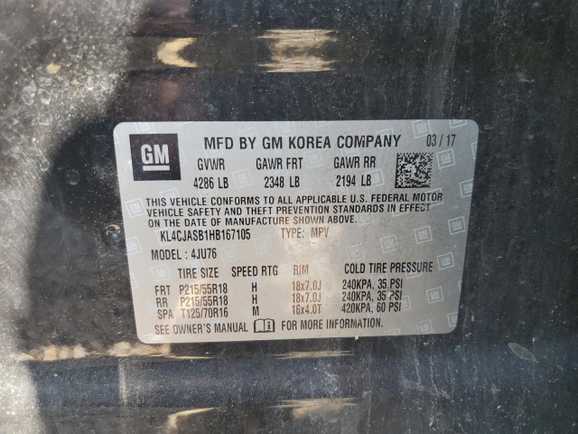 GM MFD BY GM KOREA COMPANY 03 / 17
GVWR GAWR FRT GAWR RR
4286 LB 2348 LB 2194 LB
THIS VEHICLE CONFORMS TO ALL APPLICABLE U.S. FEDERAL MOTOR
VEHICLE SAFETY AND THEFT PREVENTION STANDARDS IN EFFECT ON
THE DATE OF MANUFACTURE SHOWN ABOVE.
KL4CJASB1HB167105 TYPE: MPV
MODEL : 4JU76
TIRE SIZE SPEED RTG RIM COLD TIRE PRESSURE
FRT P215/55R18 H 18x7.0J 240KPA, 35 PSI
RR P215/55R18 H 18x7.0J 240KPA, 35 PSI
SPA T125/70R16 M 16x4.0T 420KPA, 60 PSI
SEE OWNER'S MANUAL FOR MORE INFORMATION.